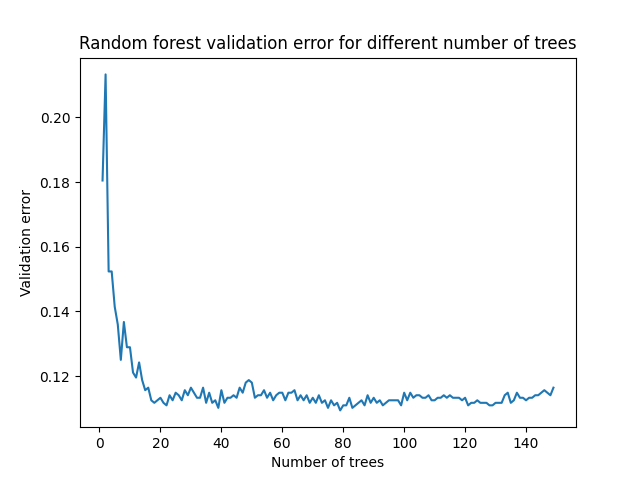 Random forest validation error for different number of trees
0.20
0.18
0.16
0.14
0.12
Validation error
0 20 40 60 80 100 120 140
Number of trees